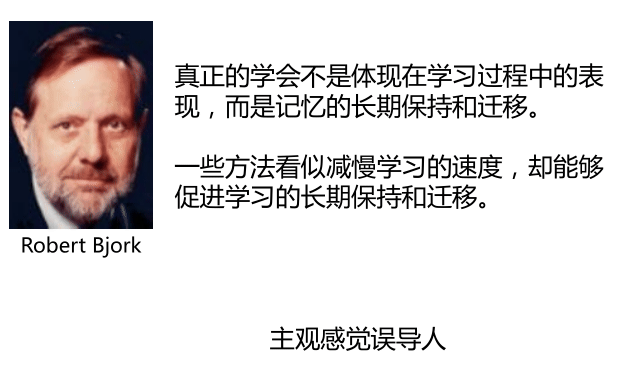 真正的学会不是体现在学习过程中的表
现，而是记忆的长期保持和迁移。
一些方法看似减慢学习的速度，却能够
促进学习的长期保持和迁移。
Robert Bjork
主观感觉误导人